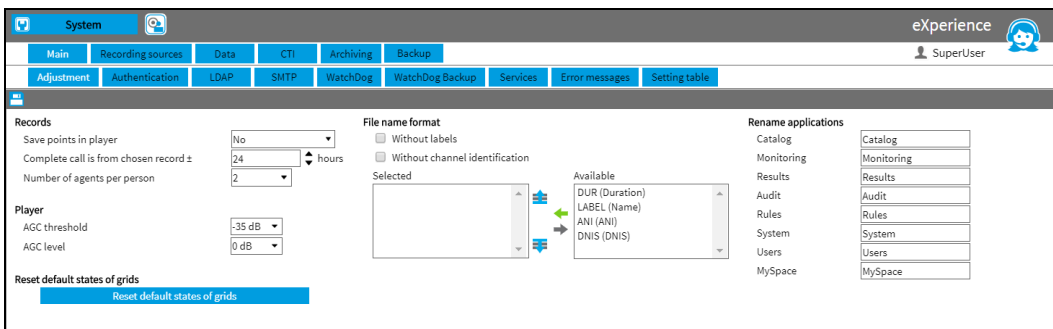 System
eXperience
Main Recording sources Data CTI Archiving Backup
SuperUser
Adjustment Authentication LDAP SMTP WatchDog WatchDog Backup Services Error messages Setting table
Records
Save points in player No
Complete call is from chosen record ± 24 hours
Number of agents per person 2
Player
AGC threshold -35 dB
AGC level 0 dB
Reset default states of grids
Reset default states of grids
File name format
Without labels
Without channel identification
Selected
Available
DUR (Duration)
LABEL (Name)
ANI (ANI)
DNIS (DNIS)
Rename applications
Catalog Catalog
Monitoring Monitoring
Results Results
Audit Audit
Rules Rules
System System
Users Users
MySpace MySpace